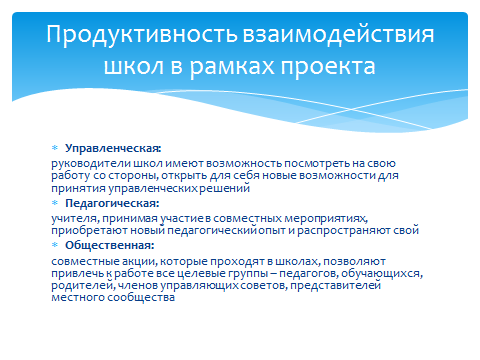 Продуктивность взаимодействия
школ в рамках проекта
Управленческая:
руководители школ имеют возможность посмотреть на свою
работу со стороны, открыть для себя новые возможности для
принятия управленческих решений
Педагогическая:
учителя, принимая участие в совместных мероприятиях,
приобретают новый педагогический опыт и распространяют свой
Общественная:
совместные акции, которые проходят в школах, позволяют
привлечь к работе все целевые группы – педагогов, обучающихся,
родителей, членов управляющих советов, представителей
местного сообщества